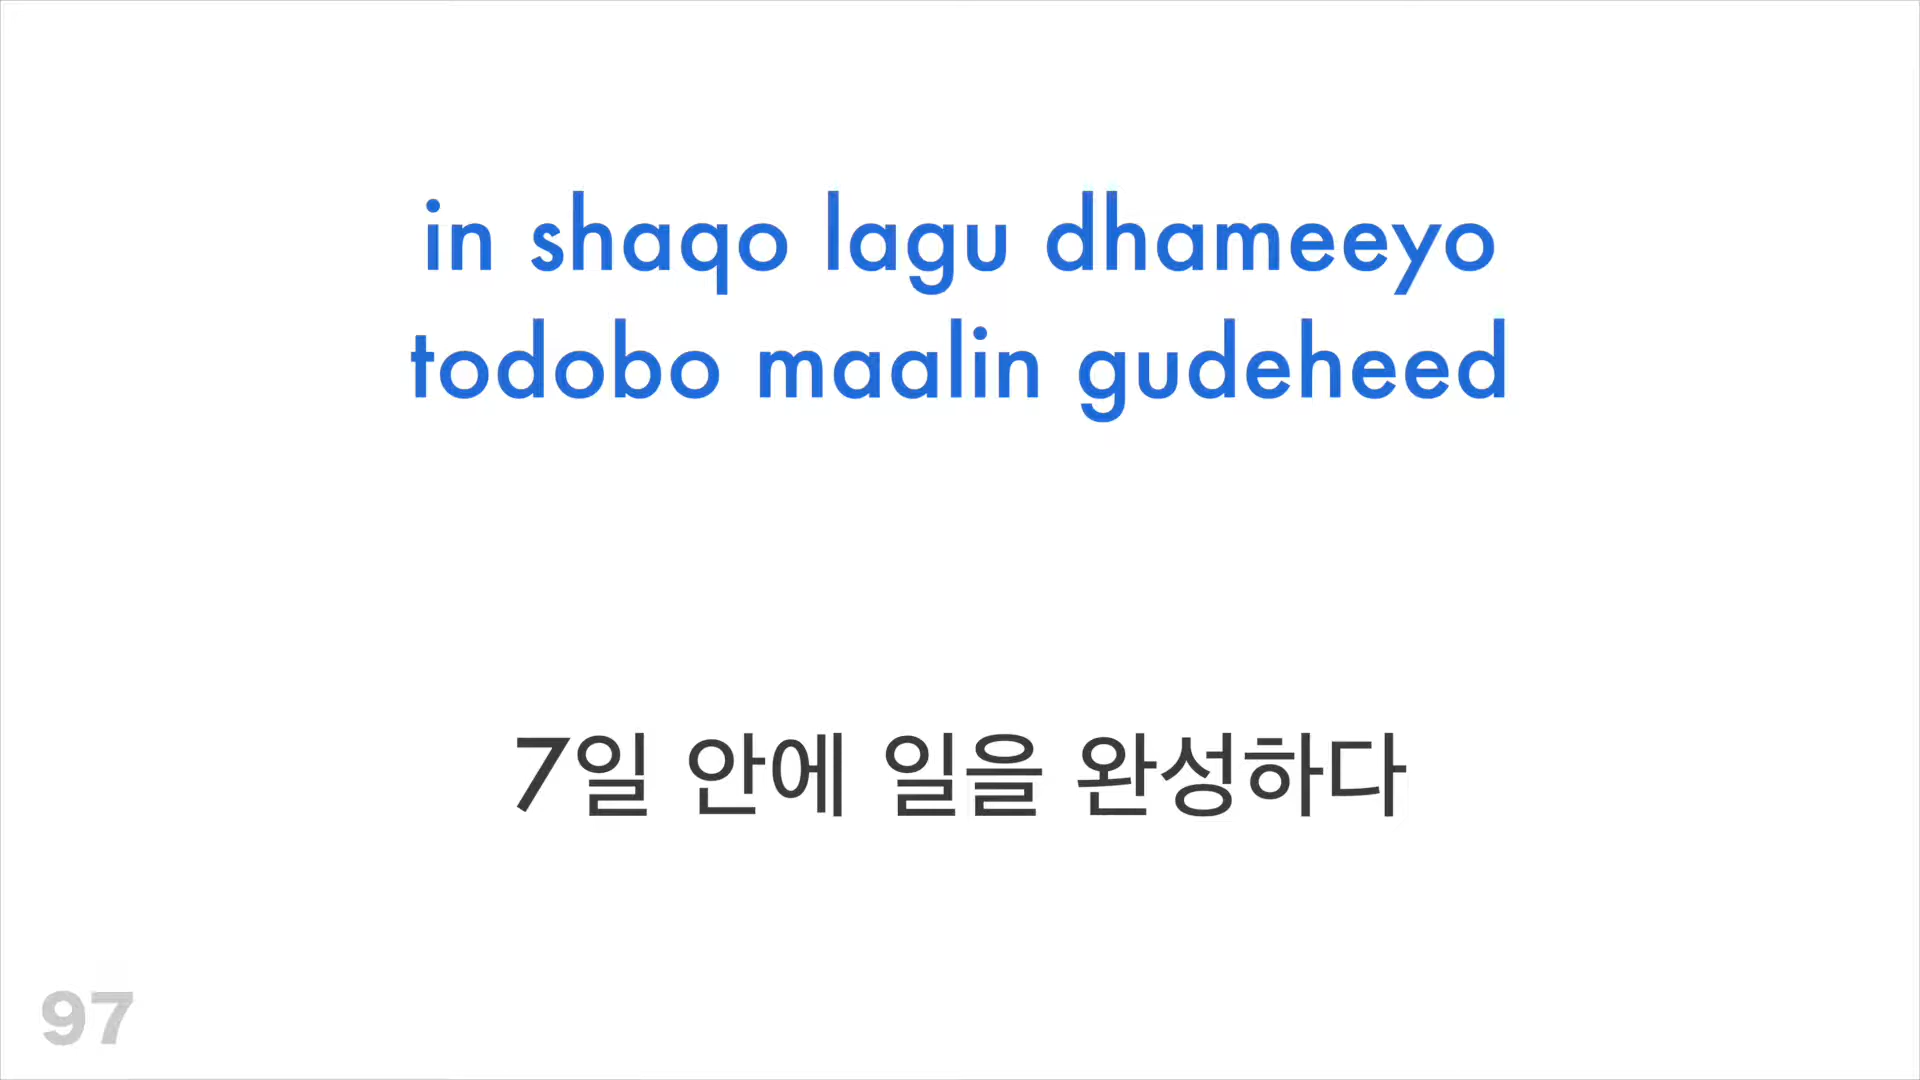 in shaqo lagu dhameeyo
todobo maalin gudeheed
7일 안에 일을 완성하다
97